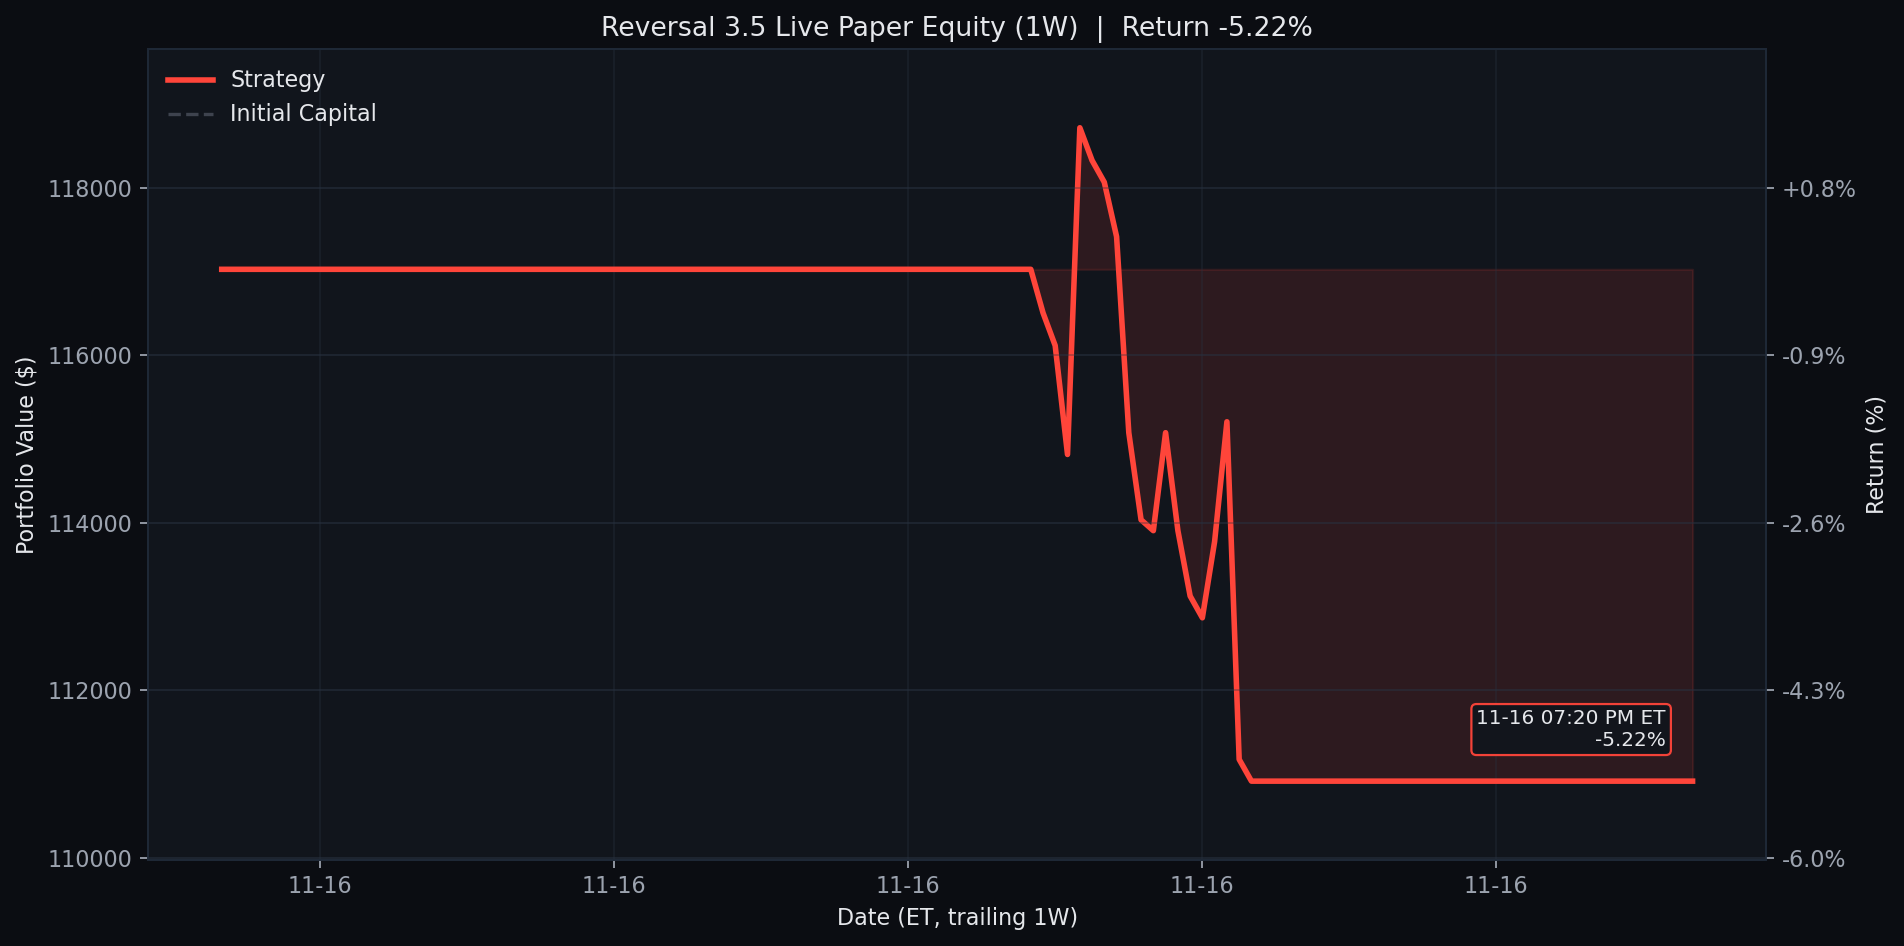 Reversal 3.5 Live Paper Equity (1W)  |  Return -5.22%
Strategy
Initial Capital
118000
116000
114000
112000
110000
Portfolio Value ($)
+0.8%
-0.9%
-2.6%
-4.3%
-6.0%
Return (%)
11-16 07:20 PM ET
-5.22%
11-16
11-16
11-16
11-16
11-16
Date (ET, trailing 1W)